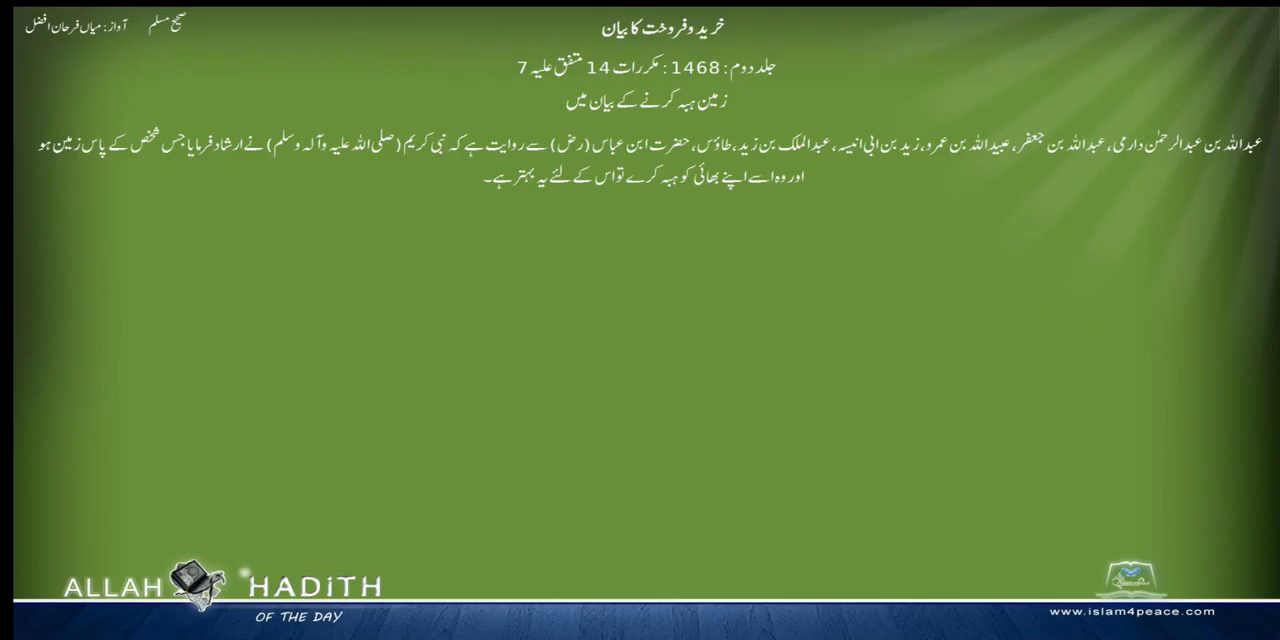 صحیح مسلم آواز: میاں فرحان افضل
خرید و فروخت کا بیان
جلد دوم : 1468 : مکررات 14 متفق علیہ 7
زمین ہبہ کرنے کے بیان میں
عبداللہ بن عبدالرحمٰن دارمی، عبداللہ بن جعفر، عبیداللہ بن عمرو، زید بن ابی انیسہ، عبدالملک بن زید، طاؤس، حضرت ابن عباس (رض) سے روایت ہے کہ نبی کریم (صلی اللہ علیہ وآلہ وسلم) نے ارشاد فرمایا جس شخص کے پاس زمین ہو
اور وہ اسے اپنے بھائی کو ہبہ کرے تو اس کے لئے یہ بہتر ہے۔
ALLAH HADITH
OF THE DAY
www.islam4peace.com